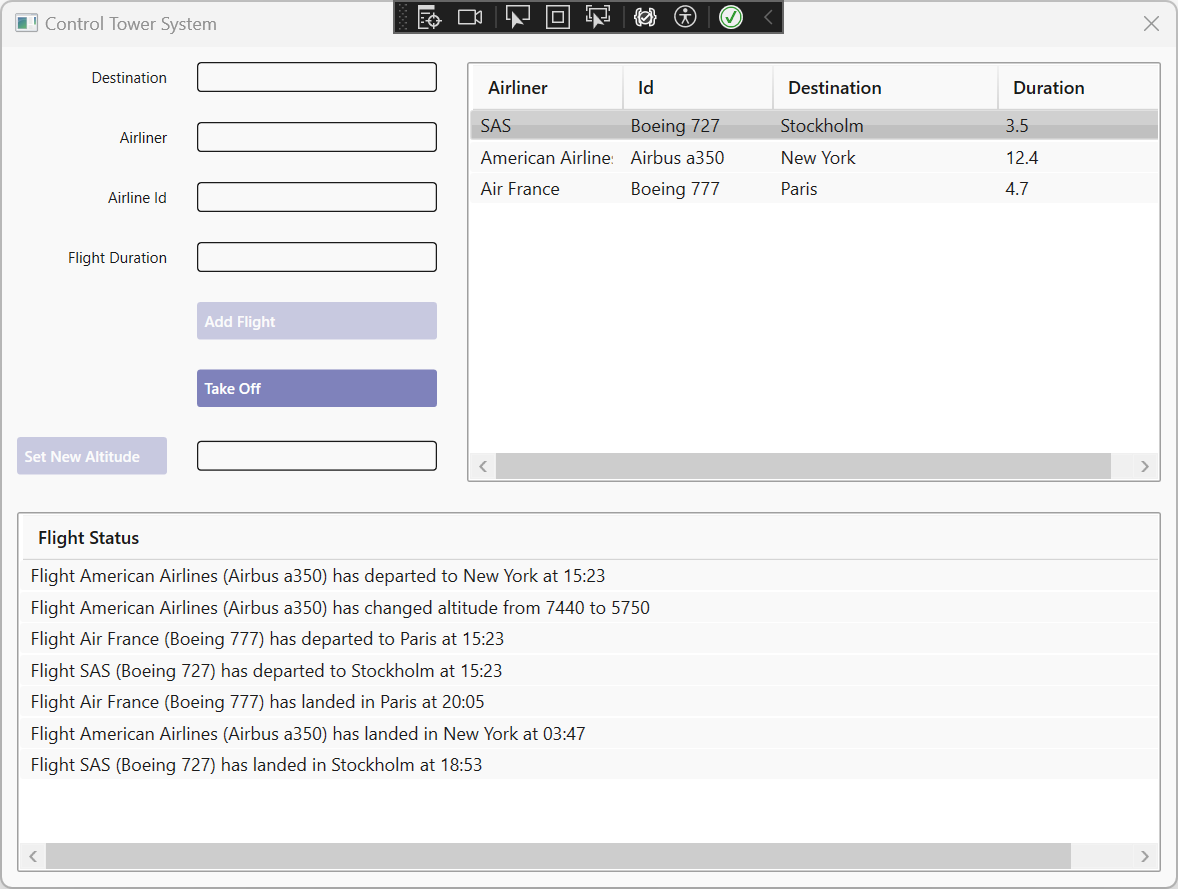 Control Tower System
Destination
Airliner
Airline Id
Flight Duration
Add Flight
Take Off
Set New Altitude
Airliner Id Destination Duration
SAS Boeing 727 Stockholm 3.5
American Airline Airbus a350 New York 12.4
Air France Boeing 777 Paris 4.7
Flight Status
Flight American Airlines (Airbus a350) has departed to New York at 15:23
Flight American Airlines (Airbus a350) has changed altitude from 7440 to 5750
Flight Air France (Boeing 777) has departed to Paris at 15:23
Flight SAS (Boeing 727) has departed to Stockholm at 15:23
Flight Air France (Boeing 777) has landed in Paris at 20:05
Flight American Airlines (Airbus a350) has landed in New York at 03:47
Flight SAS (Boeing 727) has landed in Stockholm at 18:53